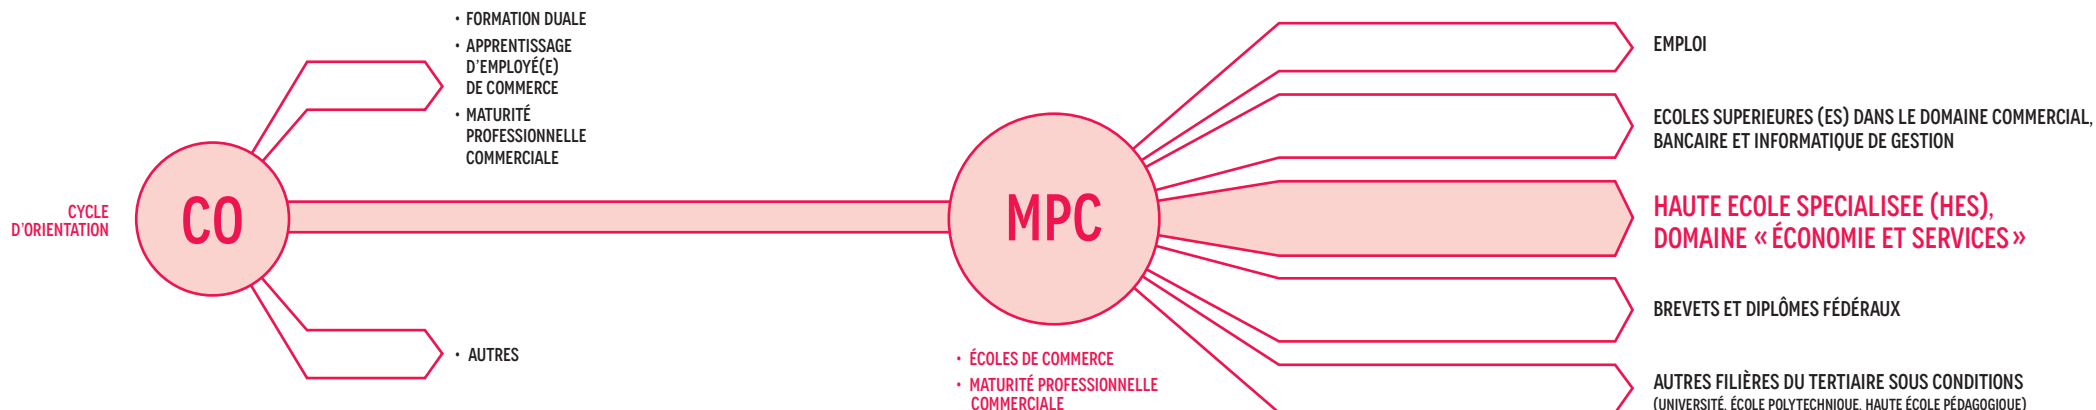 CYCLE
D'ORIENTATION
CO
• FORMATION DUALE
• APPRENTISSAGE
D'EMPLOYÉ(E)
DE COMMERCE
• MATURITÉ
PROFESSIONNELLE
COMMERCIALE
• AUTRES
MPC
• ÉCOLES DE COMMERCE
• MATURITÉ PROFESSIONNELLE
COMMERCIALE
EMPLOI
ECOLES SUPERIEURES (ES) DANS LE DOMAINE COMMERCIAL,
BANCAIRE ET INFORMATIQUE DE GESTION
HAUTE ECOLE SPECIALISEE (HES),
DOMAINE « ÉCONOMIE ET SERVICES »
BREVETS ET DIPLÔMES FÉDÉRAUX
AUTRES FILIÈRES DU TERTIAIRE SOUS CONDITIONS
(UNIVERSITÉ, ÉCOLE POLYTECHNIQUE, HAUTE ÉCOLE PÉDAGOGIQUE)